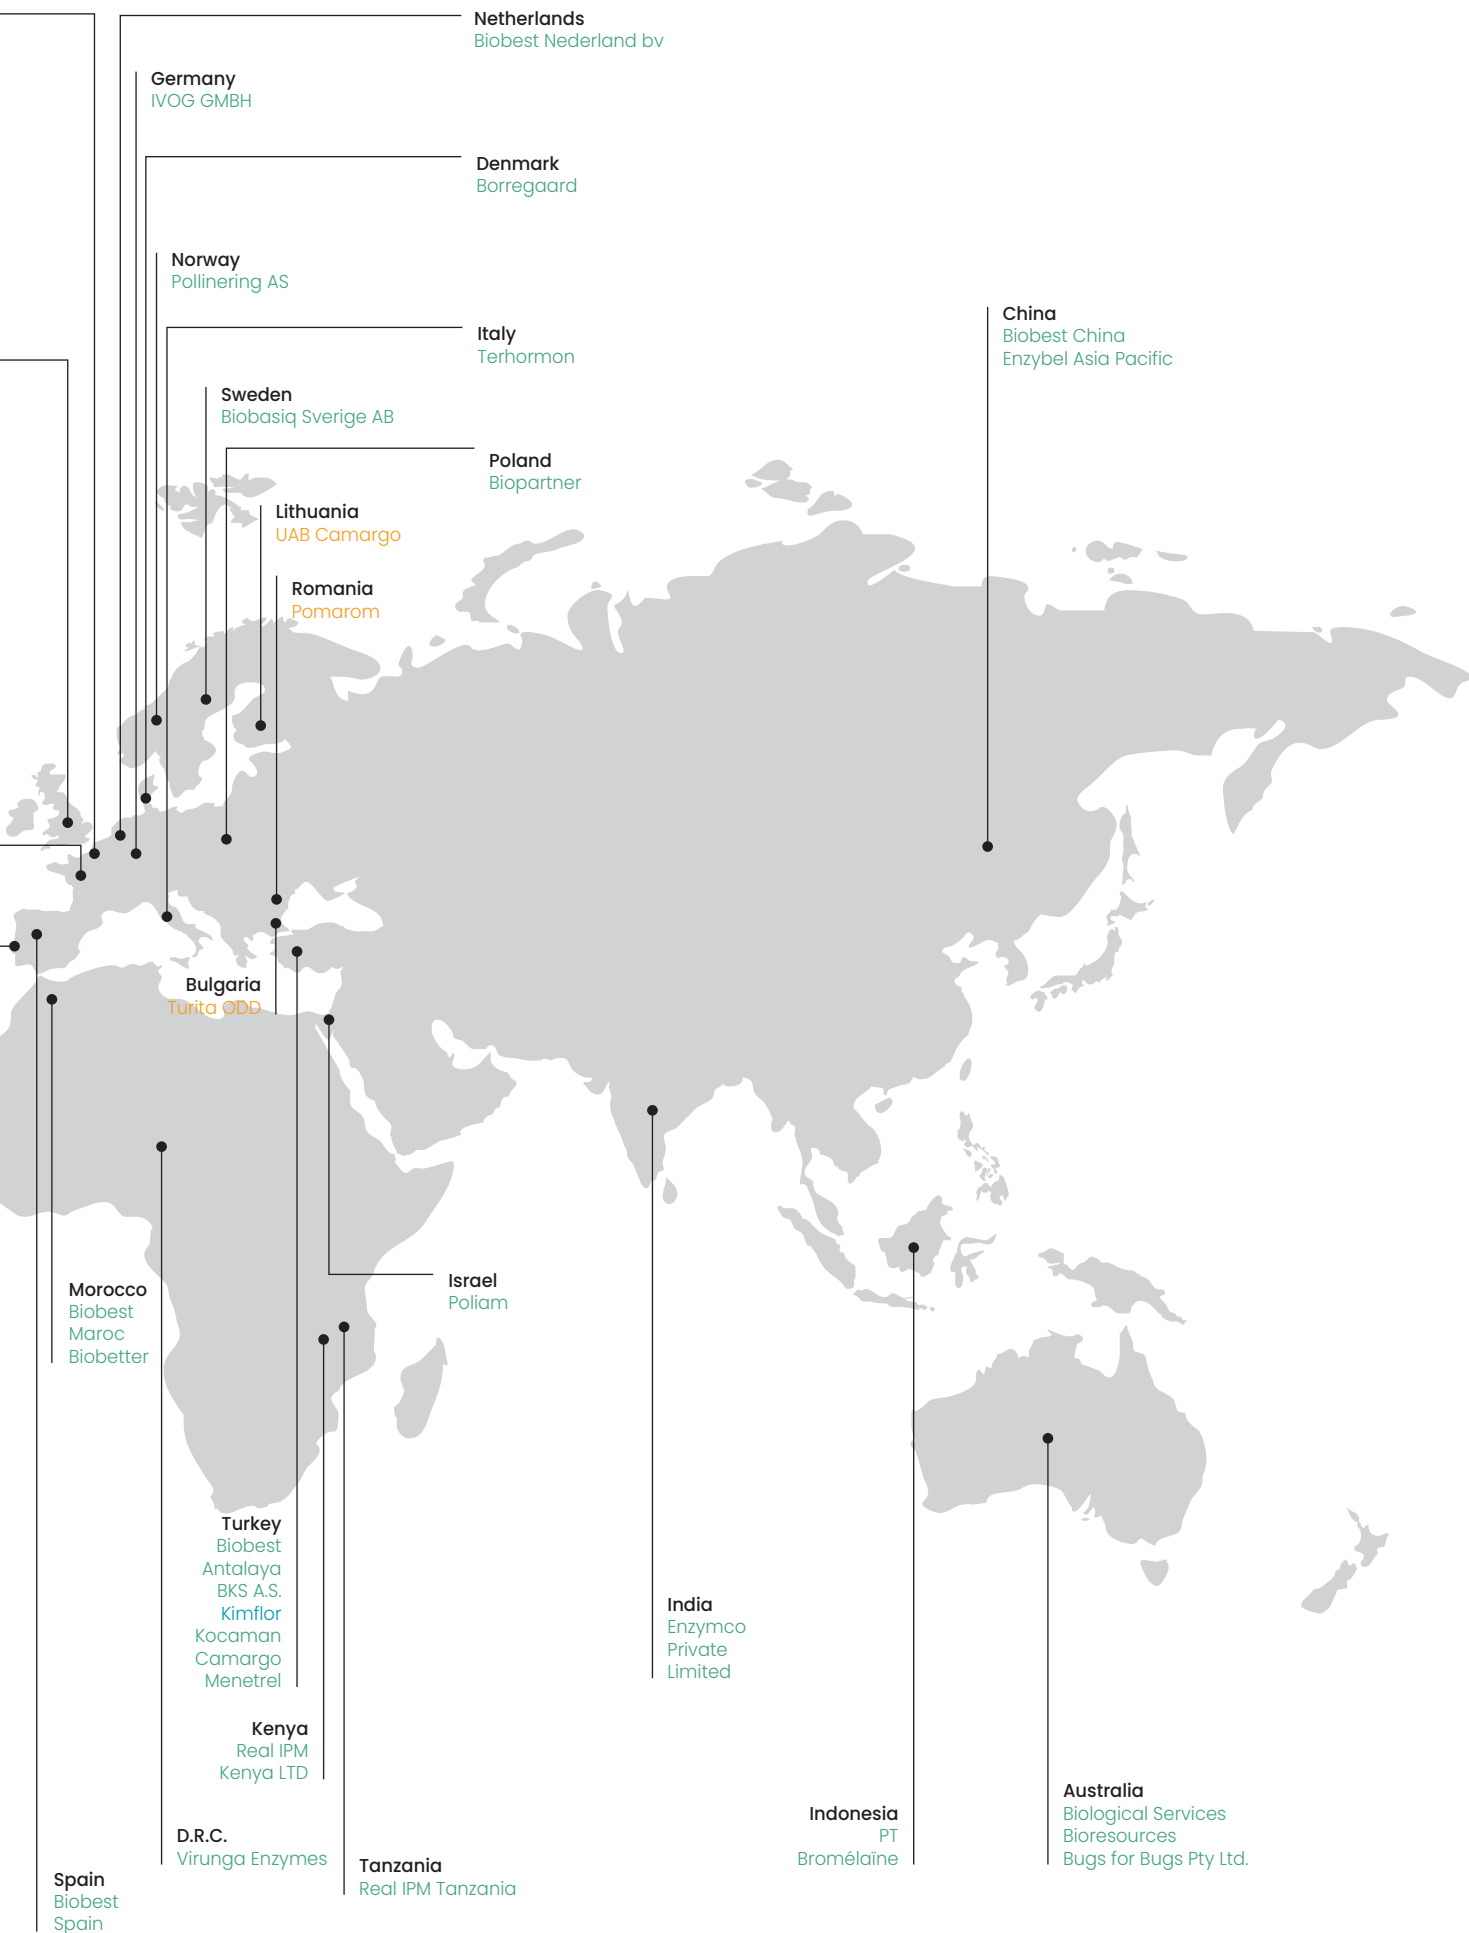 Netherlands
Biobest Nederland bv
Germany
IVOG GMBH
Denmark
Borregaard
Norway
Pollinering AS
China
Biobest China
Enzybel Asia Pacific
Italy
Terhormon
Sweden
Biobasiq Sverige AB
Poland
Biopartner
Lithuania
UAB Camargo
Romania
Pomarom
Bulgaria
Turita ODD
Israel
Poliam
Morocco
Biobest
Maroc
Biobetter
Turkey
Biobest
Antalaya
BKS A.S.
Kimflor
Kocaman
Camargo
Menetrel
India
Enzymco
Private
Limited
Kenya
Real IPM
Kenya LTD
Australia
Biological Services
Bioresources
Bugs for Bugs Pty Ltd.
Indonesia
PT
Bromélaïne
D.R.C.
Virunga Enzymes
Tanzania
Real IPM Tanzania
Spain
Biobest
Spain